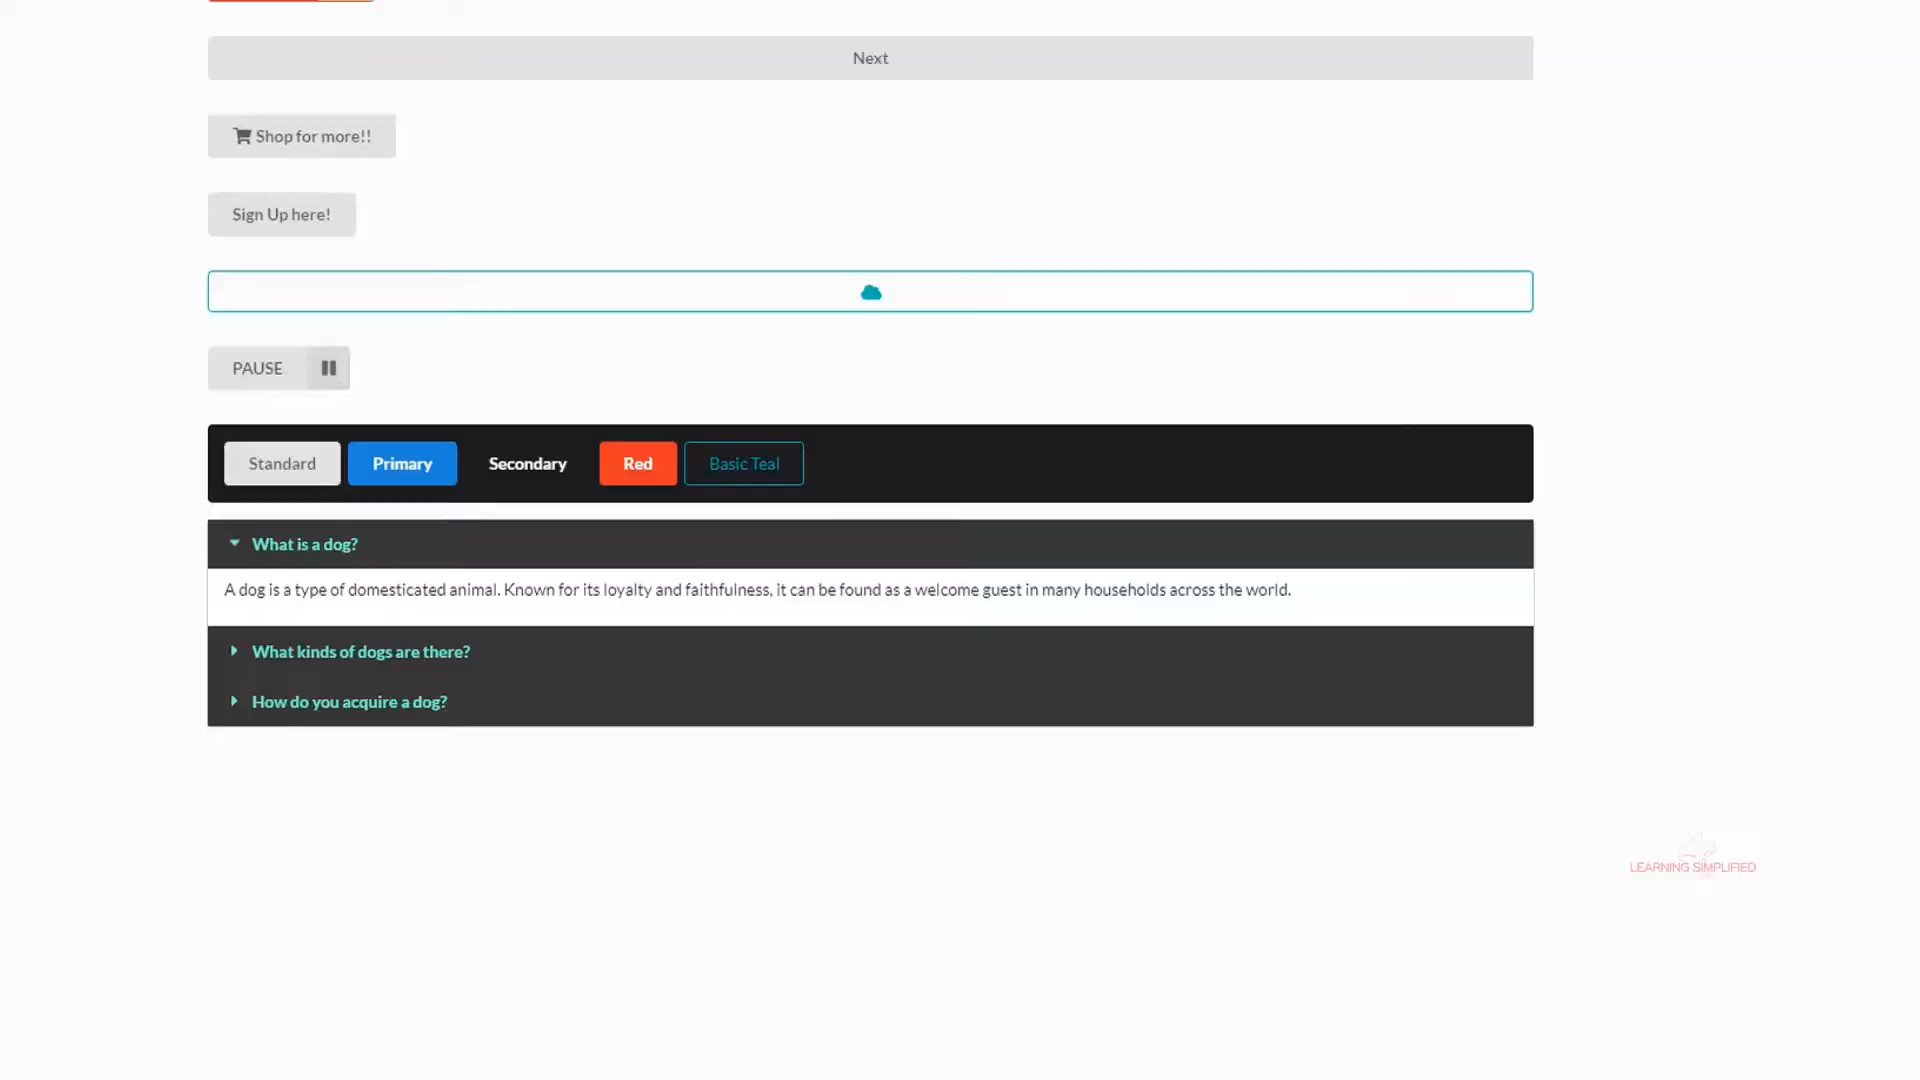 Next
Shop for more!!
Sign Up here!
PAUSE
Standard Primary Secondary Red Basic Teal
What is a dog?
A dog is a type of domesticated animal. Known for its loyalty and faithfulness, it can be found as a welcome guest in many households across the world.
What kinds of dogs are there?
How do you acquire a dog?
LEARNING SIMPLIFIED